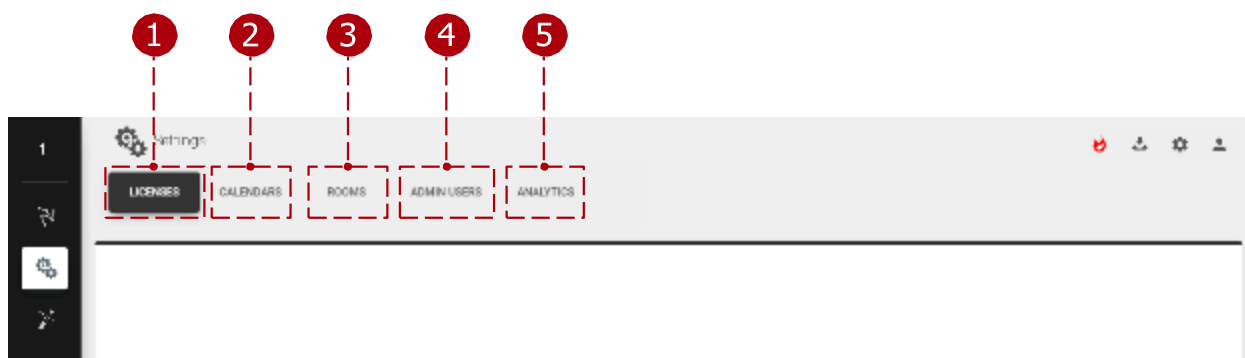 1 2 3 4 5
1
Settings
LICENSES CALENDARS ROOMS ADMIN USERS ANALYTICS